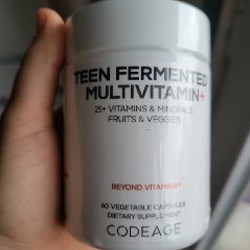 TEEN FERMENTED
MULTIVITAMIN+
25+ VITAMINS & MINERALS
FRUITS & VEGGIES
BEYOND VITAMINS®
60 VEGETABLE CAPSULES
DIETARY SUPPLEMENT
CODEAGE